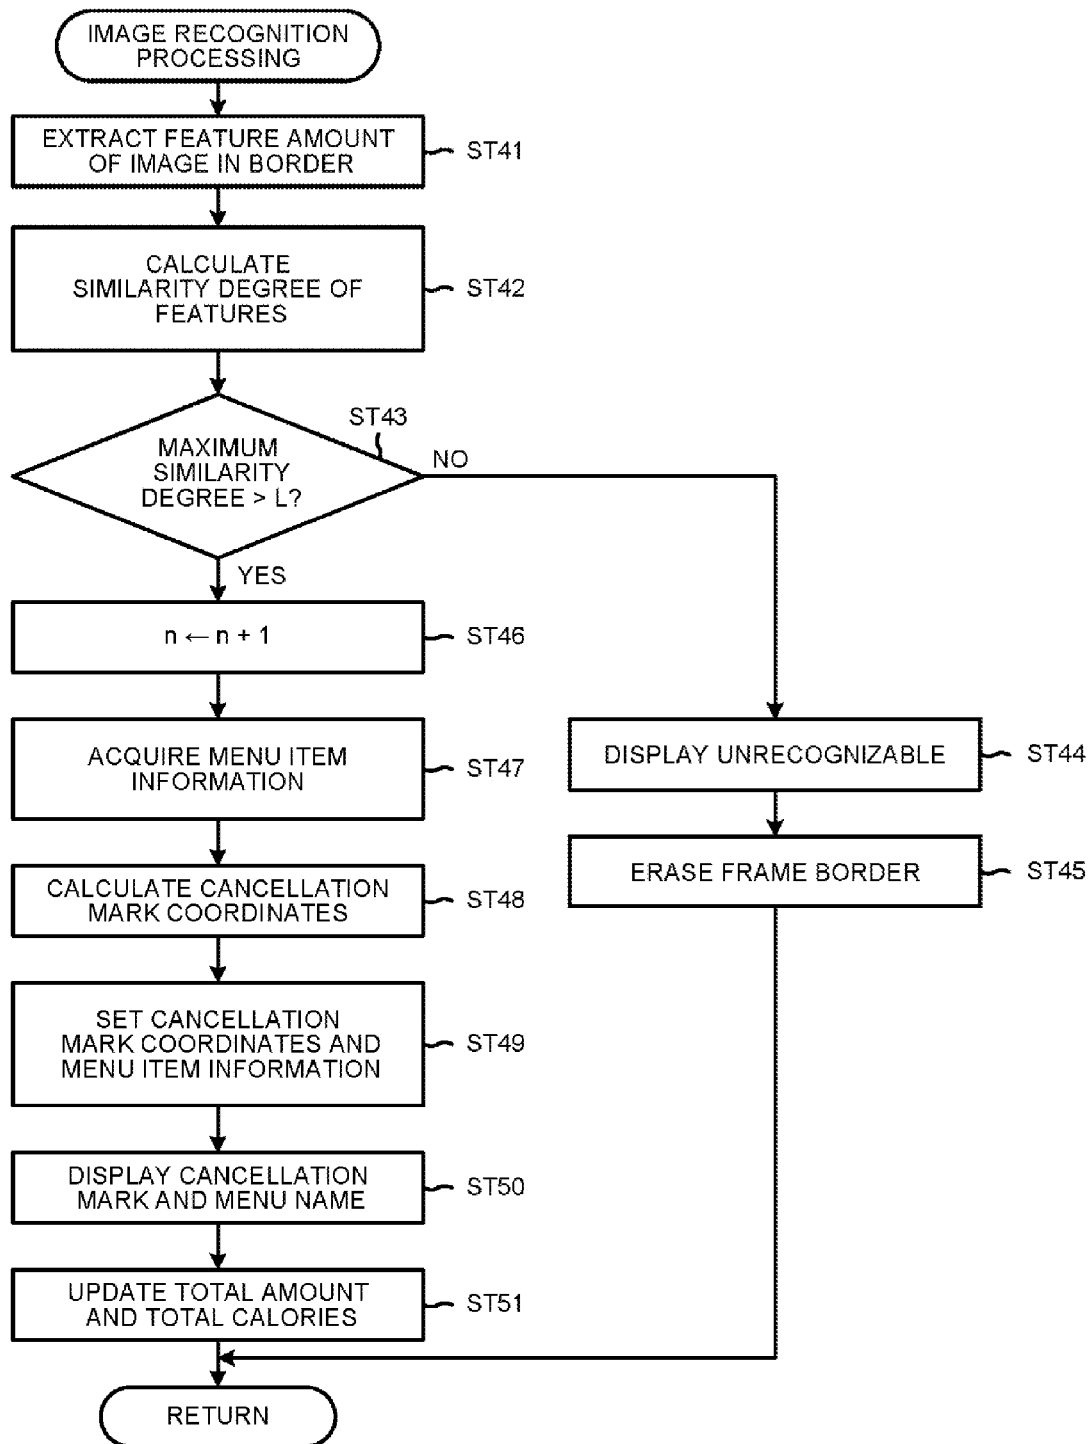 IMAGE RECOGNITION
PROCESSING
EXTRACT FEATURE AMOUNT
OF IMAGE IN BORDER
ST41
CALCULATE
SIMILARITY DEGREE OF
FEATURES
ST42
ST43
MAXIMUM
SIMILARITY
DEGREE > L?
NO
YES
n ← n + 1
ST46
ACQUIRE MENU ITEM
INFORMATION
ST47
DISPLAY UNRECOGNIZABLE
ST44
ERASE FRAME BORDER
ST45
CALCULATE CANCELLATION
MARK COORDINATES
ST48
SET CANCELLATION
MARK COORDINATES AND
MENU ITEM INFORMATION
ST49
DISPLAY CANCELLATION
MARK AND MENU NAME
ST50
UPDATE TOTAL AMOUNT
AND TOTAL CALORIES
ST51
RETURN